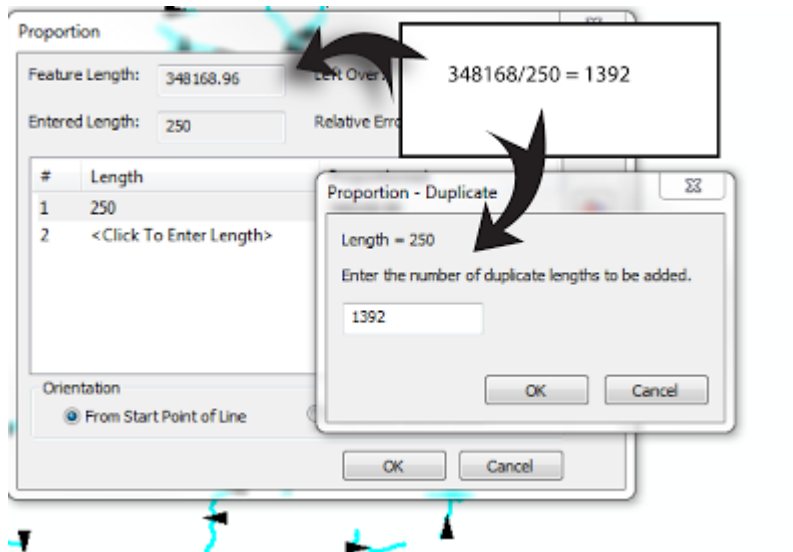 Proportion
Feature Length: 348168.96
Left Over:
348168/250 = 1392
Entered Length: 250
Relative Erro
# Length
1 250
2 <Click To Enter Length>
Proportion - Duplicate
Length = 250
Enter the number of duplicate lengths to be added.
1392
OK Cancel
Orientation
From Start Point of Line
OK Cancel